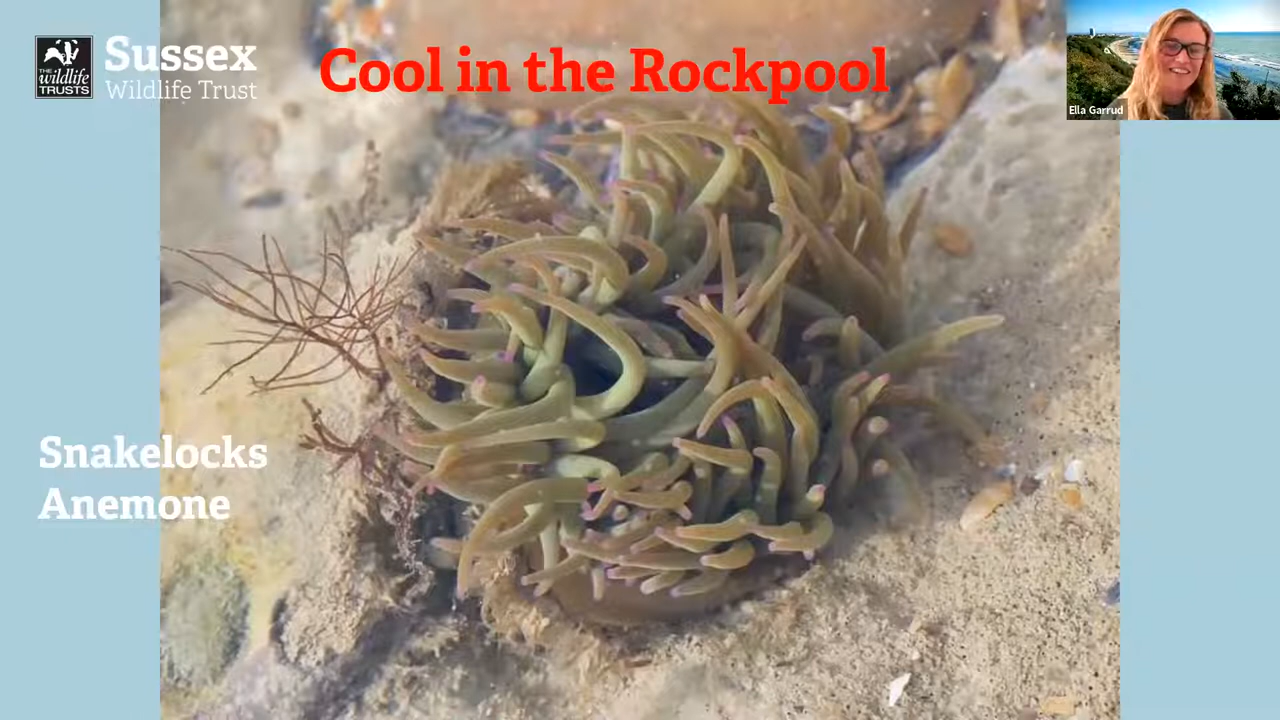 THE
wildlife
TRUSTS
Sussex
Wildlife Trust
Cool in the Rockpool
Ella Garrud
Snakelocks
Anemone